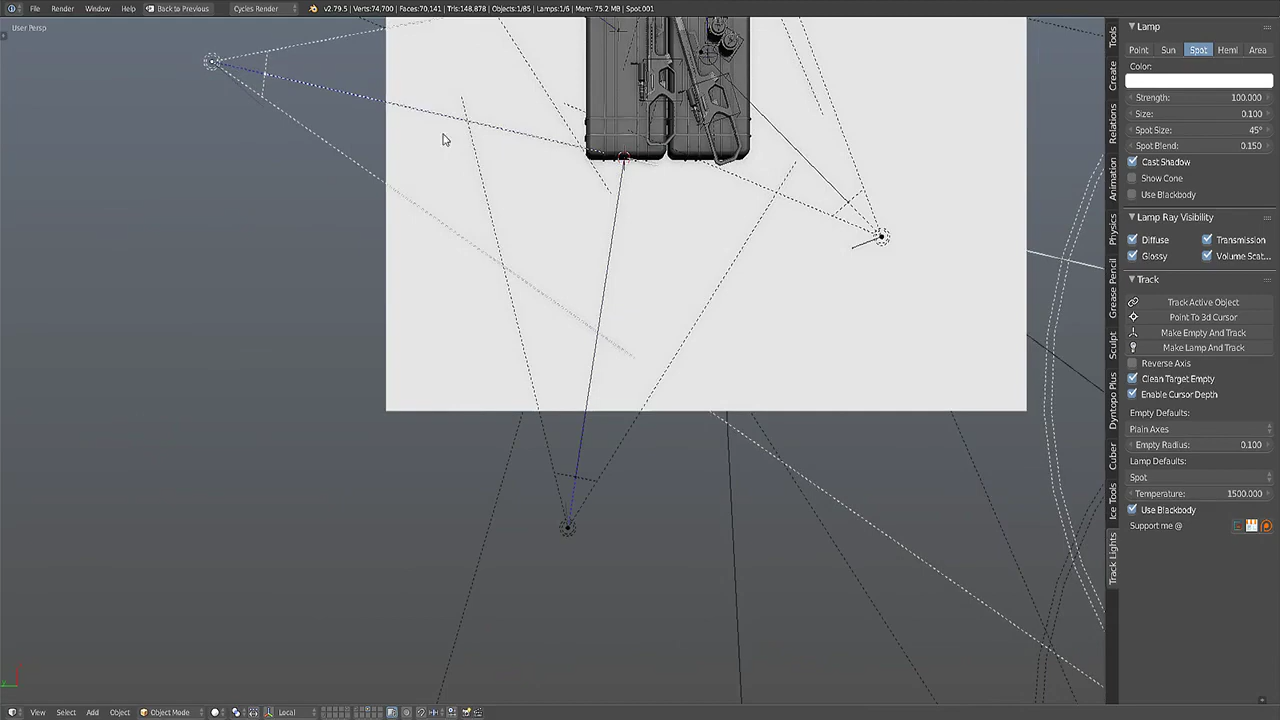 File Render Window Help Back to Previous Cycles Render v2.79.5 | Verts:74,700 | Faces:70,141 | Tris:148,878 | Objects:1/85 | Lamps:1/6 | Mem: 75.2 MB | Spot.001
User Persp
Lamp
Point Sun Spot Hemi Area
Color:
Strength: 100.000
Size: 0.100
Spot Size: 45°
Spot Blend: 0.150
Cast Shadow
Show Cone
Use Blackbody
Lamp Ray Visibility
Diffuse Transmission
Glossy Volume Scat...
Track
Track Active Object
Point To 3d Cursor
Make Empty And Track
Make Lamp And Track
Reverse Axis
Clean Target Empty
Enable Cursor Depth
Empty Defaults:
Plain Axes
Empty Radius: 0.100
Lamp Defaults:
Spot
Temperature: 1500.000
Use Blackbody
Support me @
Tools
Create
Relations
Animation
Physics
Grease Pencil
Sculpt
Dyntopo Plus
Cuber
Ice Tools
Track Lights
View Select Add Object Object Mode Local